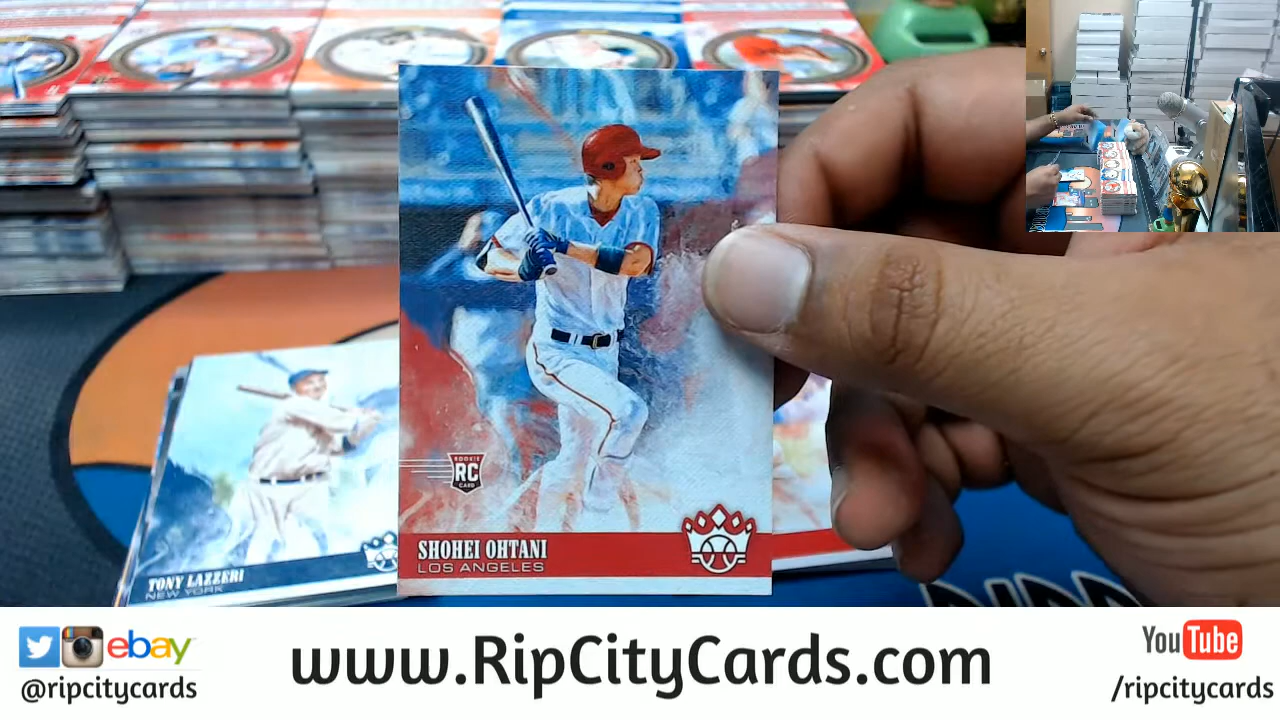 ROOKIE
RC
CARD
SHOHEI OHTANI
LOS ANGELES
TONY LAZZERI
NEW YORK
ebay
@ripcitycards
www.RipCityCards.com
YouTube
/ripcitycards